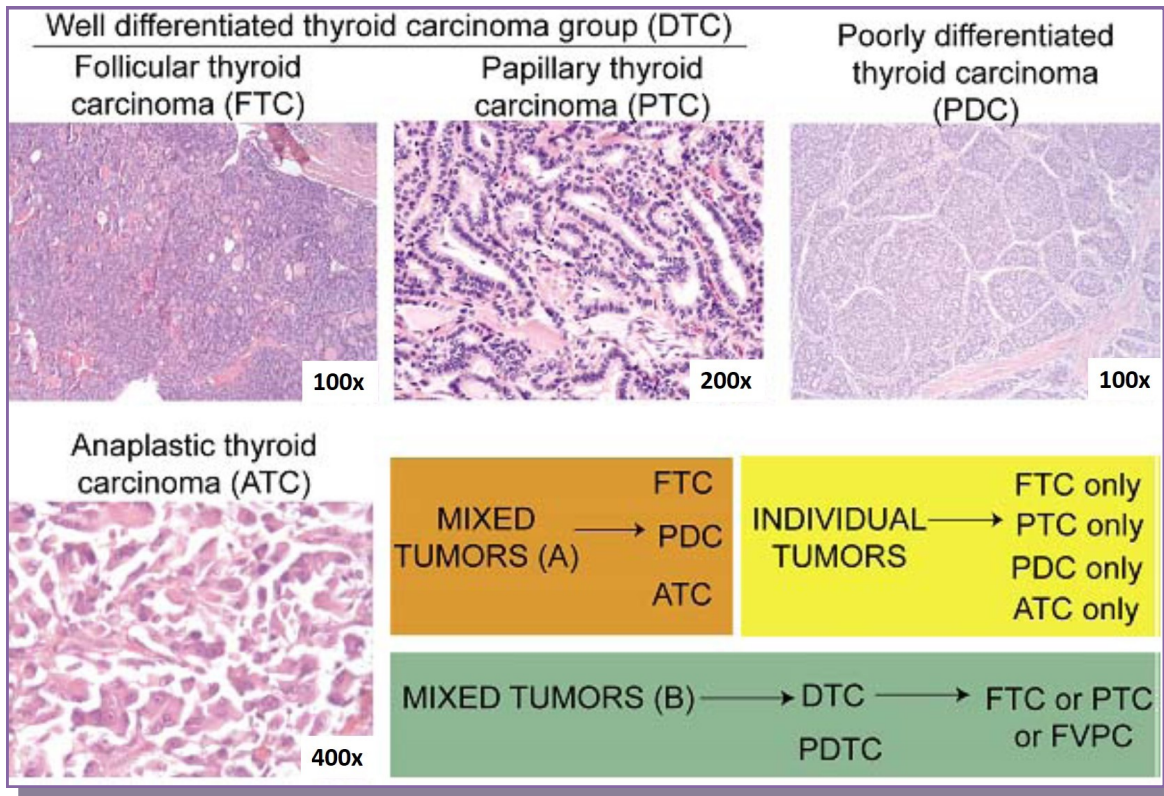 Well differentiated thyroid carcinoma group (DTC)
Follicular thyroid
carcinoma (FTC)
Papillary thyroid
carcinoma (PTC)
Poorly differentiated
thyroid carcinoma
(PDC)
100x
200x
100x
Anaplastic thyroid
carcinoma (ATC)
400x
MIXED
TUMORS (A)
FTC
PDC
ATC
INDIVIDUAL
TUMORS
FTC only
PTC only
PDC only
ATC only
MIXED TUMORS (B)
DTC
PDTC
FTC or PTC
or FVPC